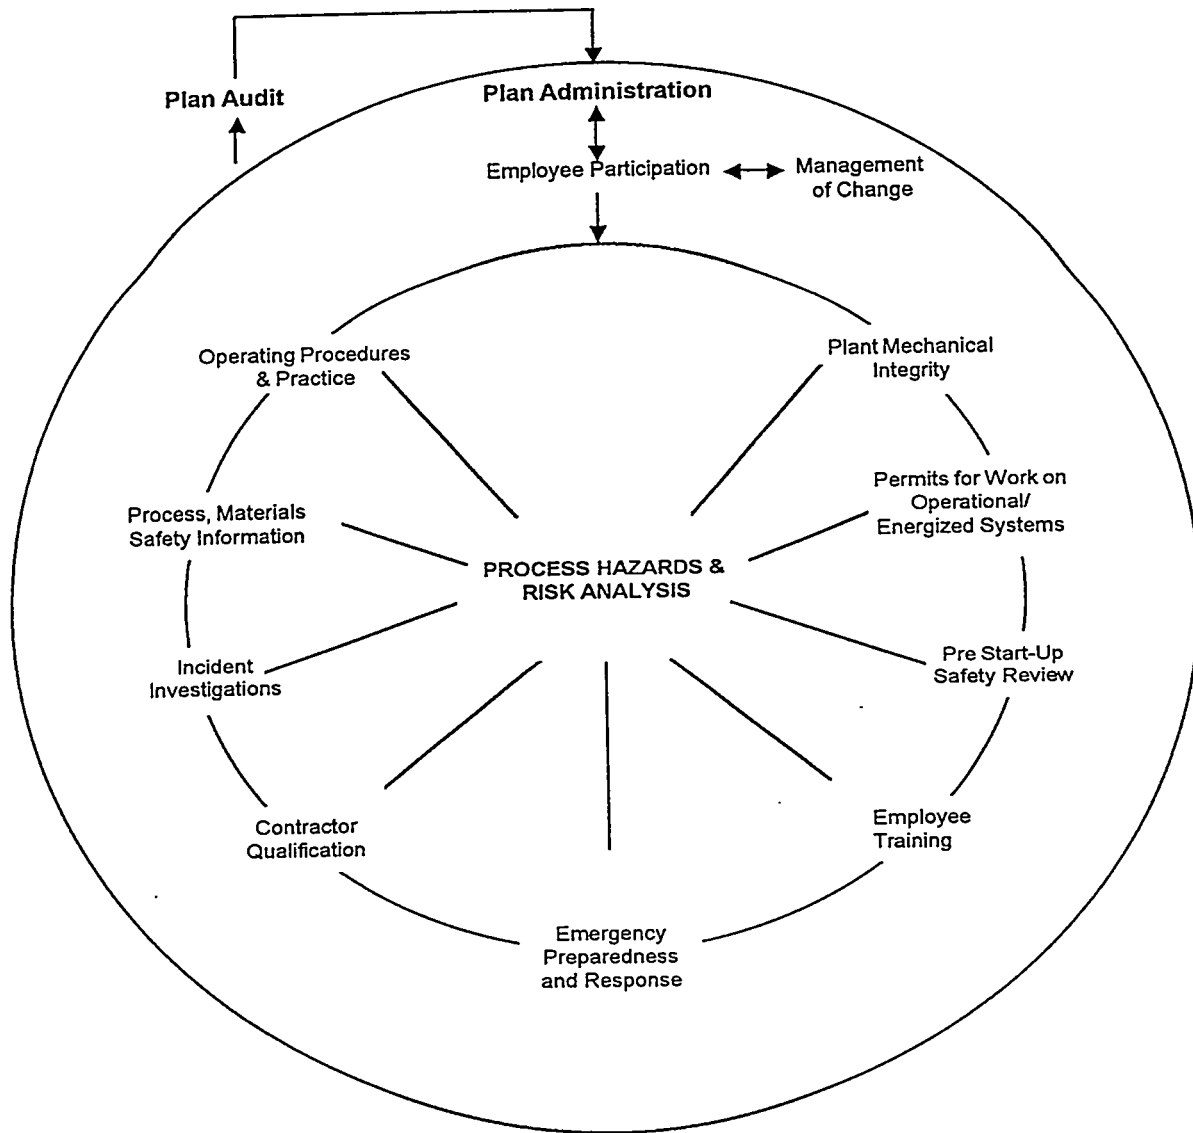 Plan Audit
Plan Administration
Employee Participation
Management
of Change
Operating Procedures
& Practice
Plant Mechanical
Integrity
Process, Materials
Safety Information
Permits for Work on
Operational/
Energized Systems
PROCESS HAZARDS &
RISK ANALYSIS
Incident
Investigations
Pre Start-Up
Safety Review
Contractor
Qualification
Employee
Training
Emergency
Preparedness
and Response